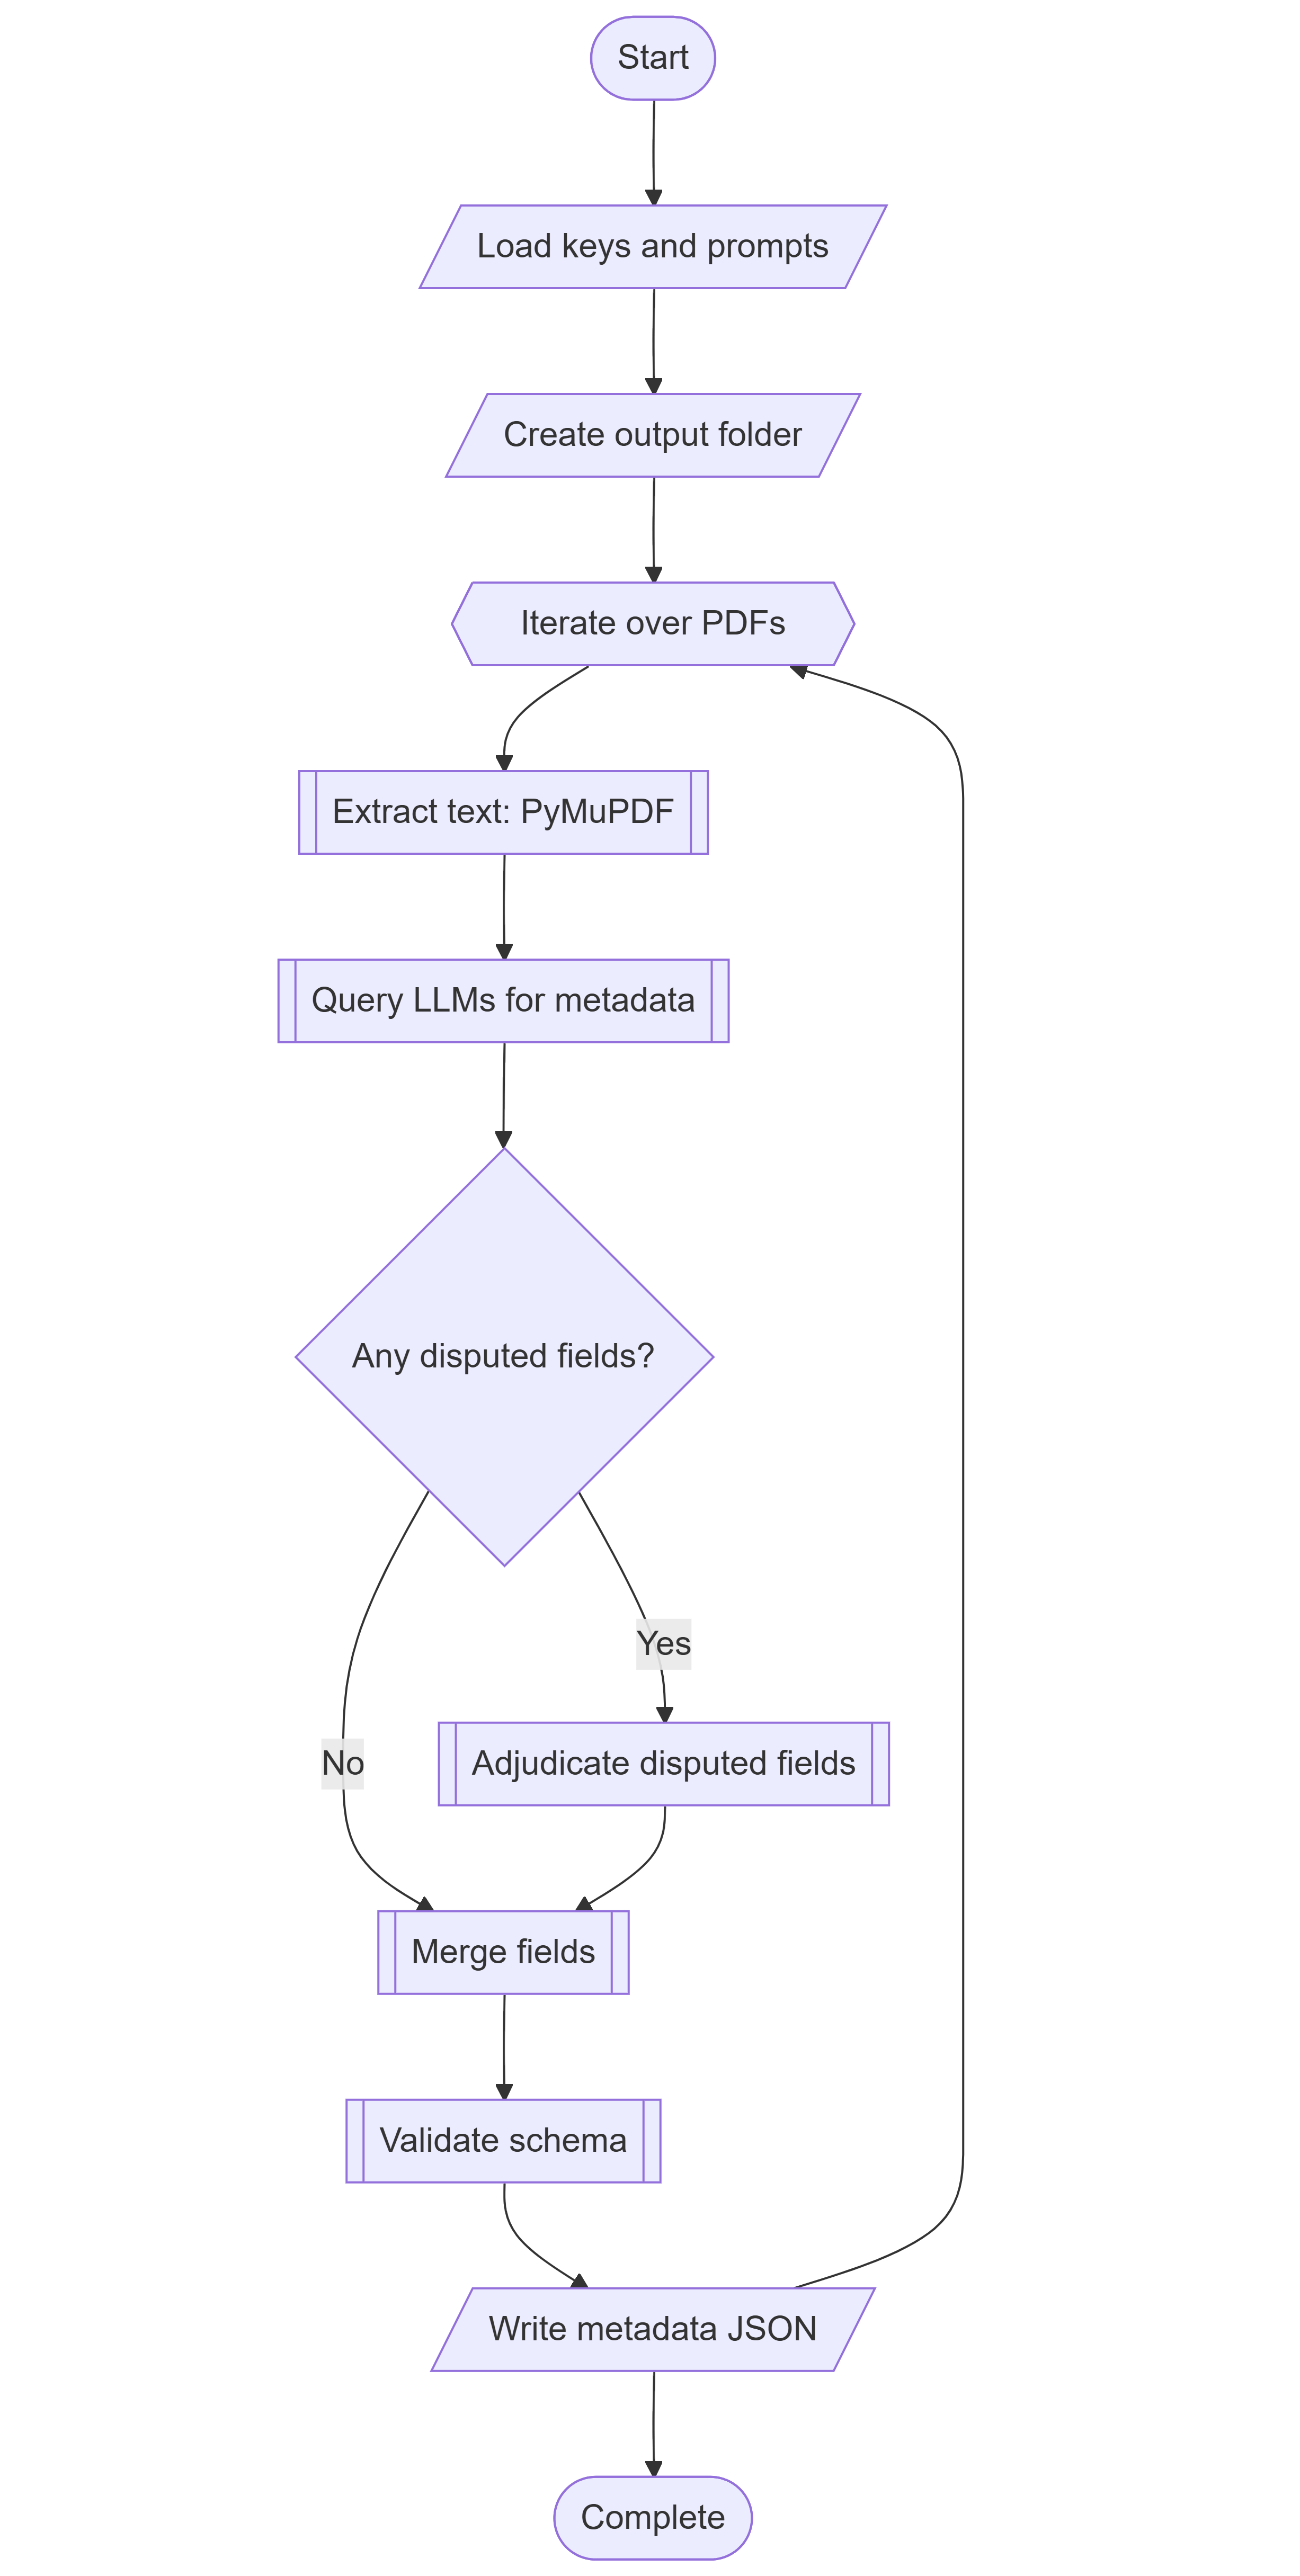 Start
Load keys and prompts
Create output folder
Iterate over PDFs
Extract text: PyMuPDF
Query LLMs for metadata
Any disputed fields?
Yes
No
Adjudicate disputed fields
Merge fields
Validate schema
Write metadata JSON
Complete